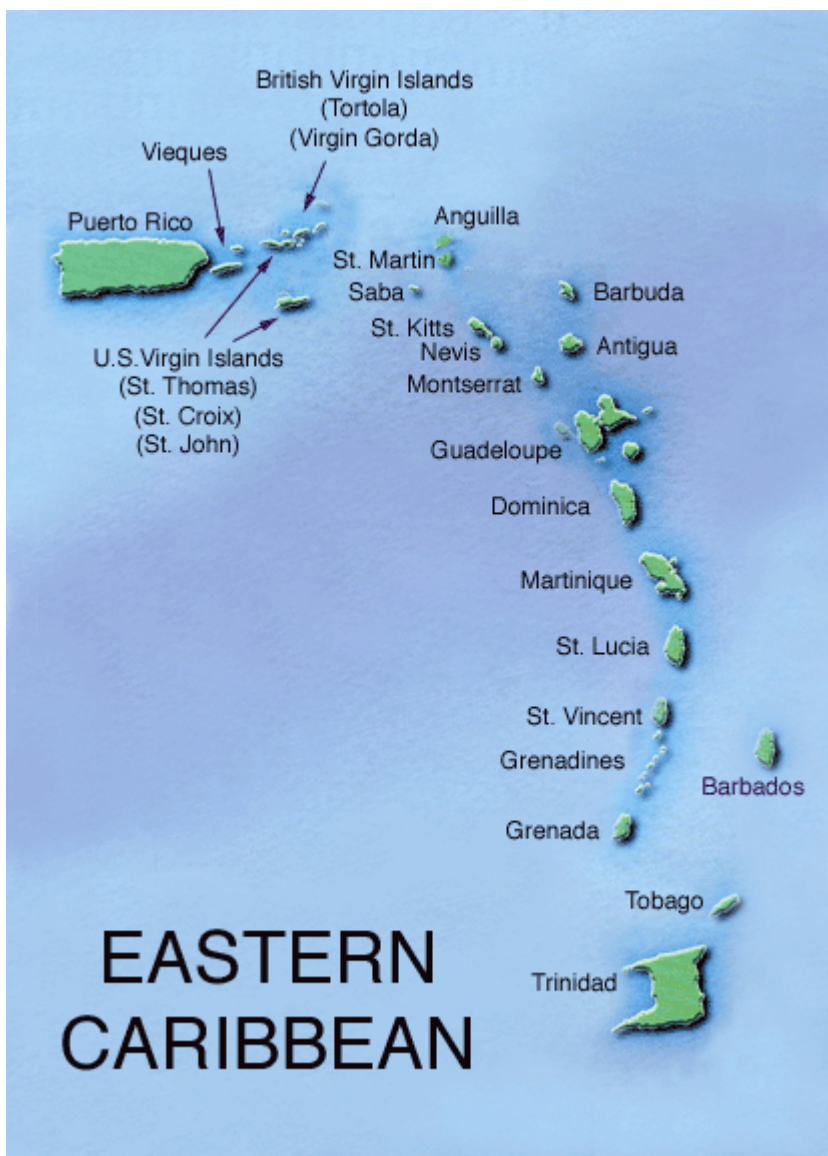 British Virgin Islands
(Tortola)
(Virgin Gorda)
Vieques
Puerto Rico
Anguilla
St. Martin
Saba
Barbuda
St. Kitts
Nevis
Antigua
U.S.Virgin Islands
(St. Thomas)
(St. Croix)
(St. John)
Montserrat
Guadeloupe
Dominica
Martinique
St. Lucia
St. Vincent
Grenadines
Barbados
Grenada
Tobago
Trinidad
EASTERN
CARIBBEAN